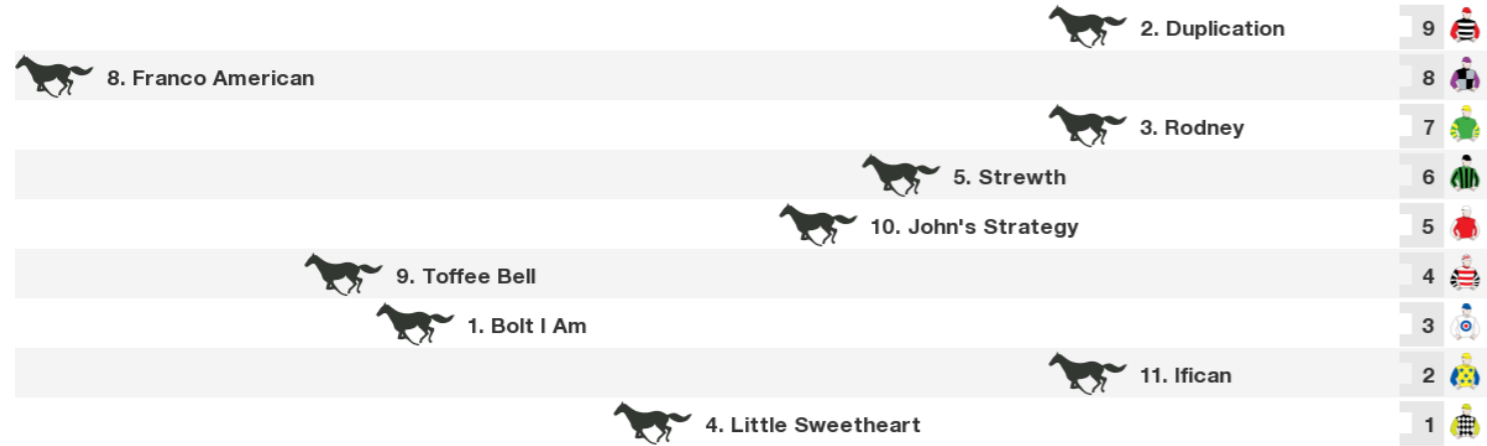 2. Duplication 9
8. Franco American 8
3. Rodney 7
5. Strewth 6
10. John's Strategy 5
9. Toffee Bell 4
1. Bolt I Am 3
11. Ifican 2
4. Little Sweetheart 1